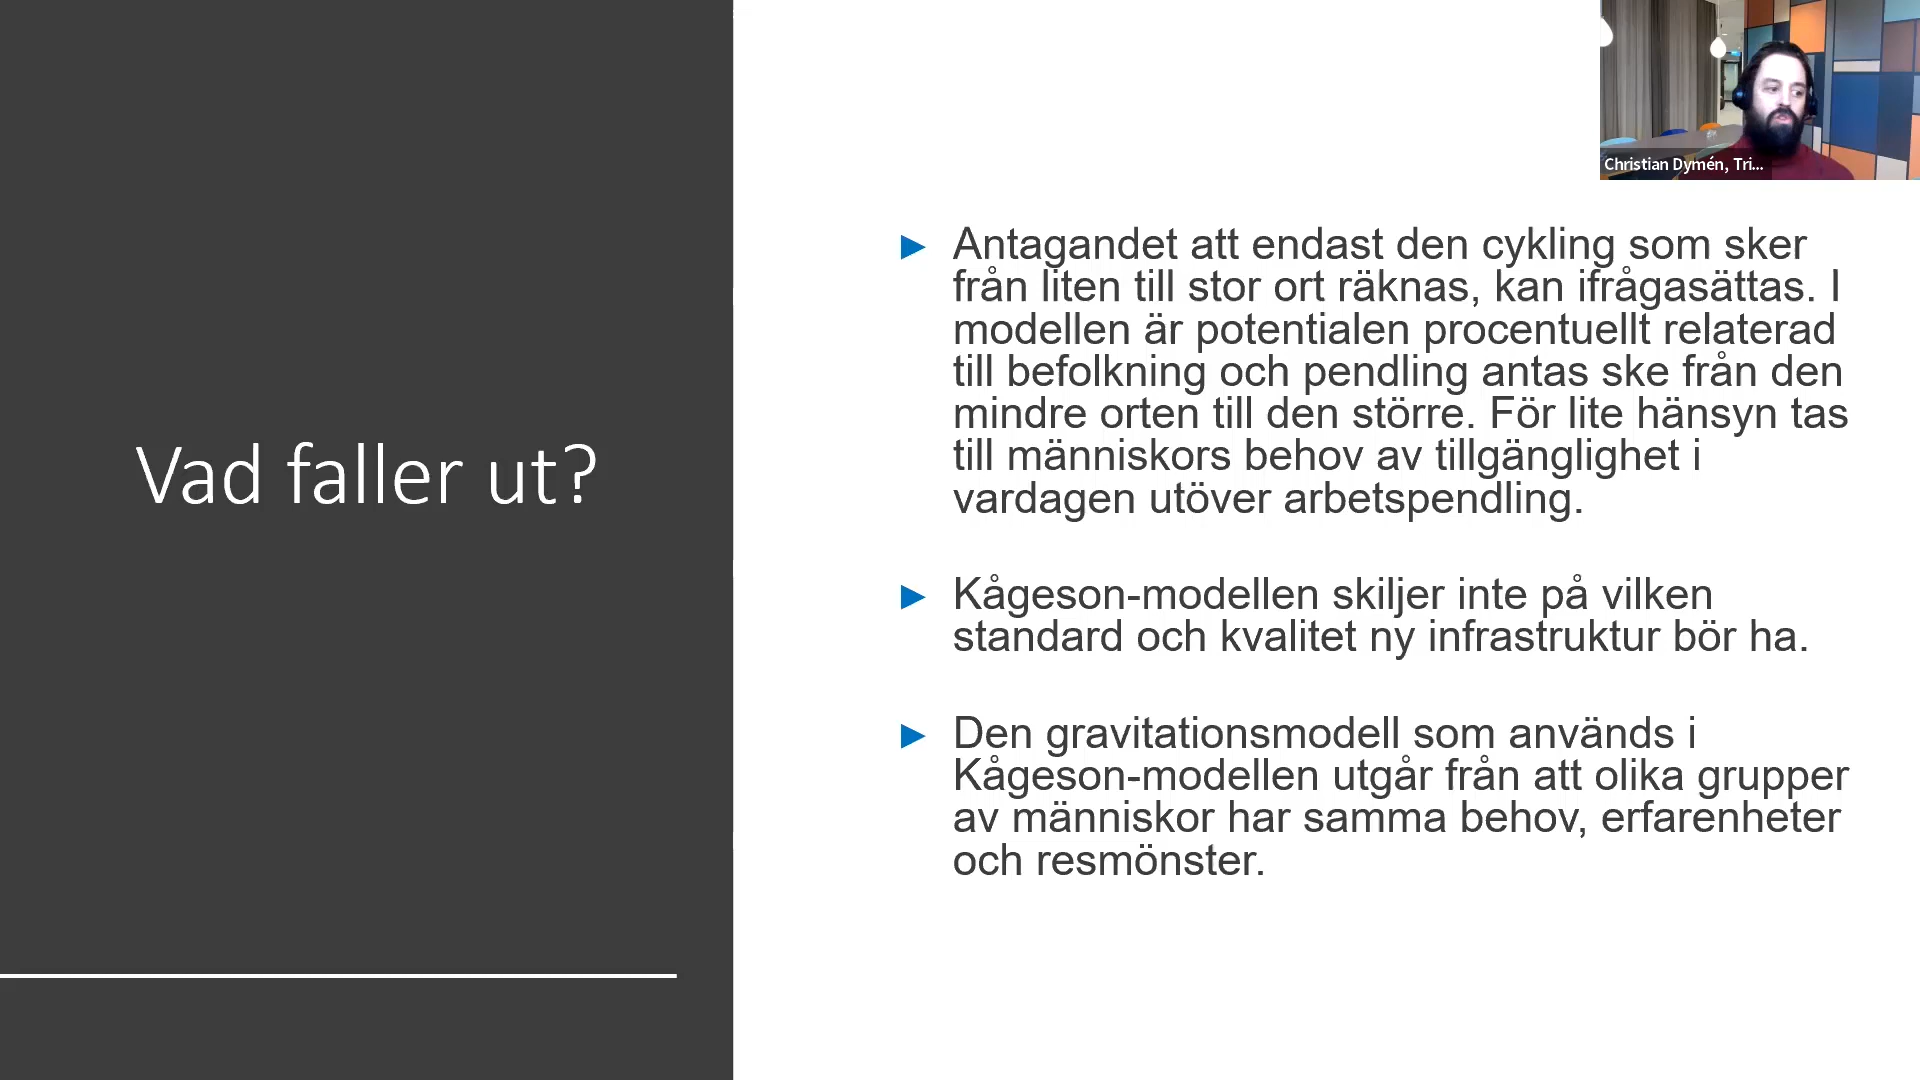 Christian Dymén, Tri...
Vad faller ut?
Antagandet att endast den cykling som sker
från liten till stor ort räknas, kan ifrågasättas. I
modellen är potentialen procentuellt relaterad
till befolkning och pendling antas ske från den
mindre orten till den större. För lite hänsyn tas
till människors behov av tillgänglighet i
vardagen utöver arbetspendling.
Kågeson-modellen skiljer inte på vilken
standard och kvalitet ny infrastruktur bör ha.
Den gravitationsmodell som används i
Kågeson-modellen utgår från att olika grupper
av människor har samma behov, erfarenheter
och resmönster.